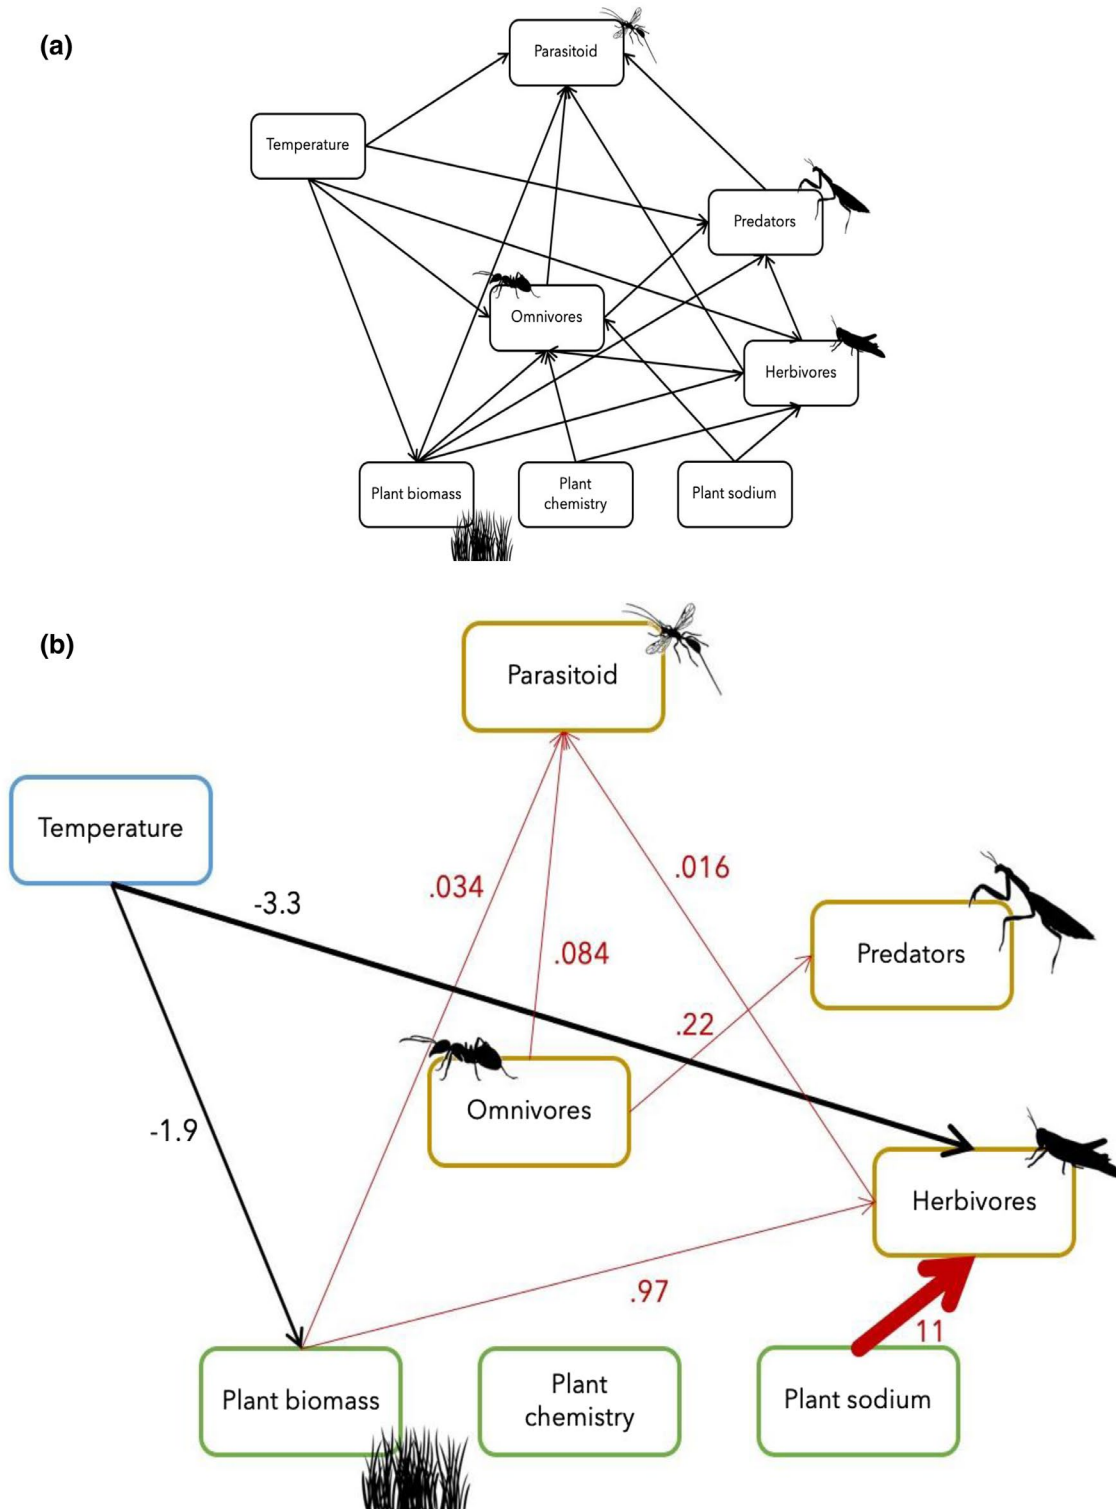 (a)
Parasitoid
Temperature
Predators
Omnivores
Herbivores
Plant biomass
Plant
chemistry
Plant sodium
(b)
Parasitoid
Temperature
-3.3
.034
.016
.084
Predators
.22
-1.9
Omnivores
Herbivores
.97
11
Plant biomass
Plant
chemistry
Plant sodium